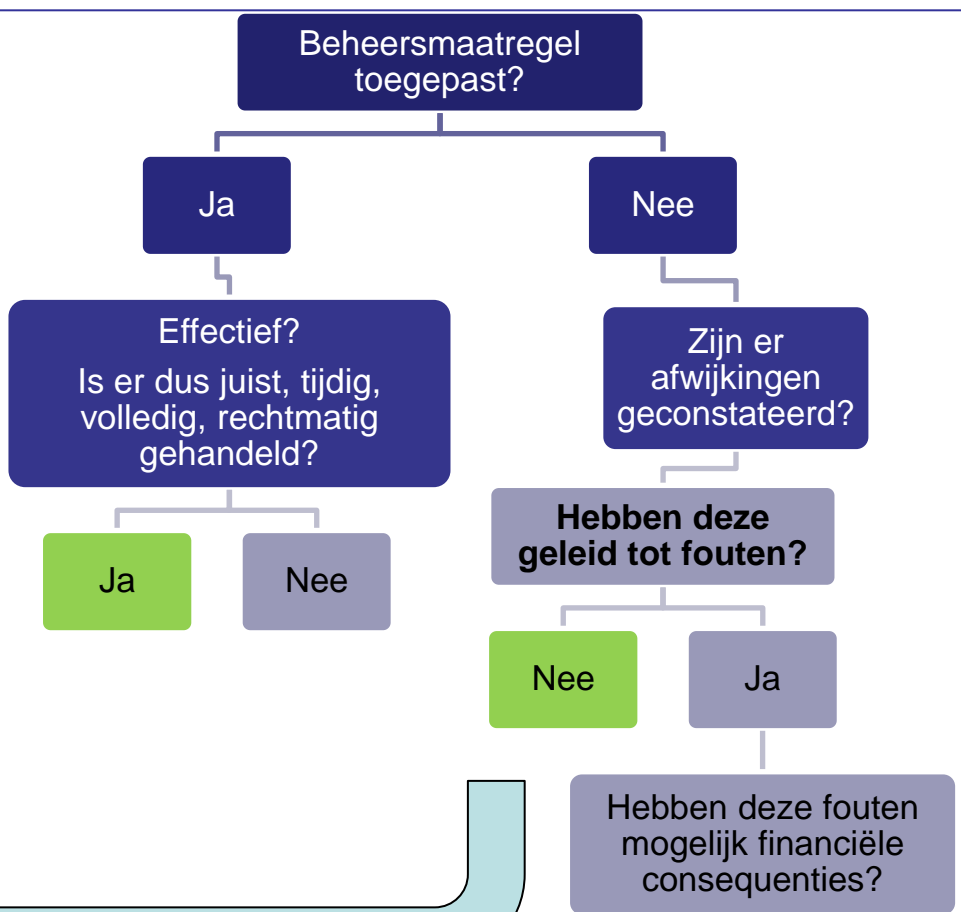 Beheersmaatregel
toegepast?
Ja
Nee
Effectief?
Is er dus juist, tijdig,
volledig, rechtmatig
gehandeld?
Zijn er
afwijkingen
geconstateerd?
Hebben deze
geleid tot fouten?
Ja
Nee
Nee
Ja
Hebben deze fouten
mogelijk financiële
consequenties?